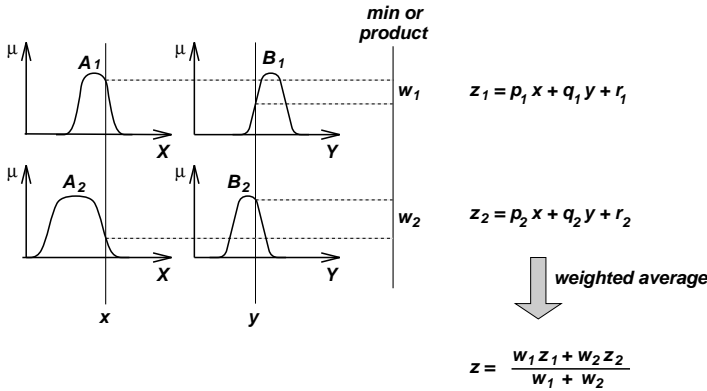 min or
product
μ
A1
μ
B1
w1
z1 = p1 x + q1 y + r1
X
Y
μ
A2
μ
B2
w2
z2 = p2 x + q2 y + r2
X
Y
weighted average
x
y
z = w1 z1 + w2 z2
w1 + w2